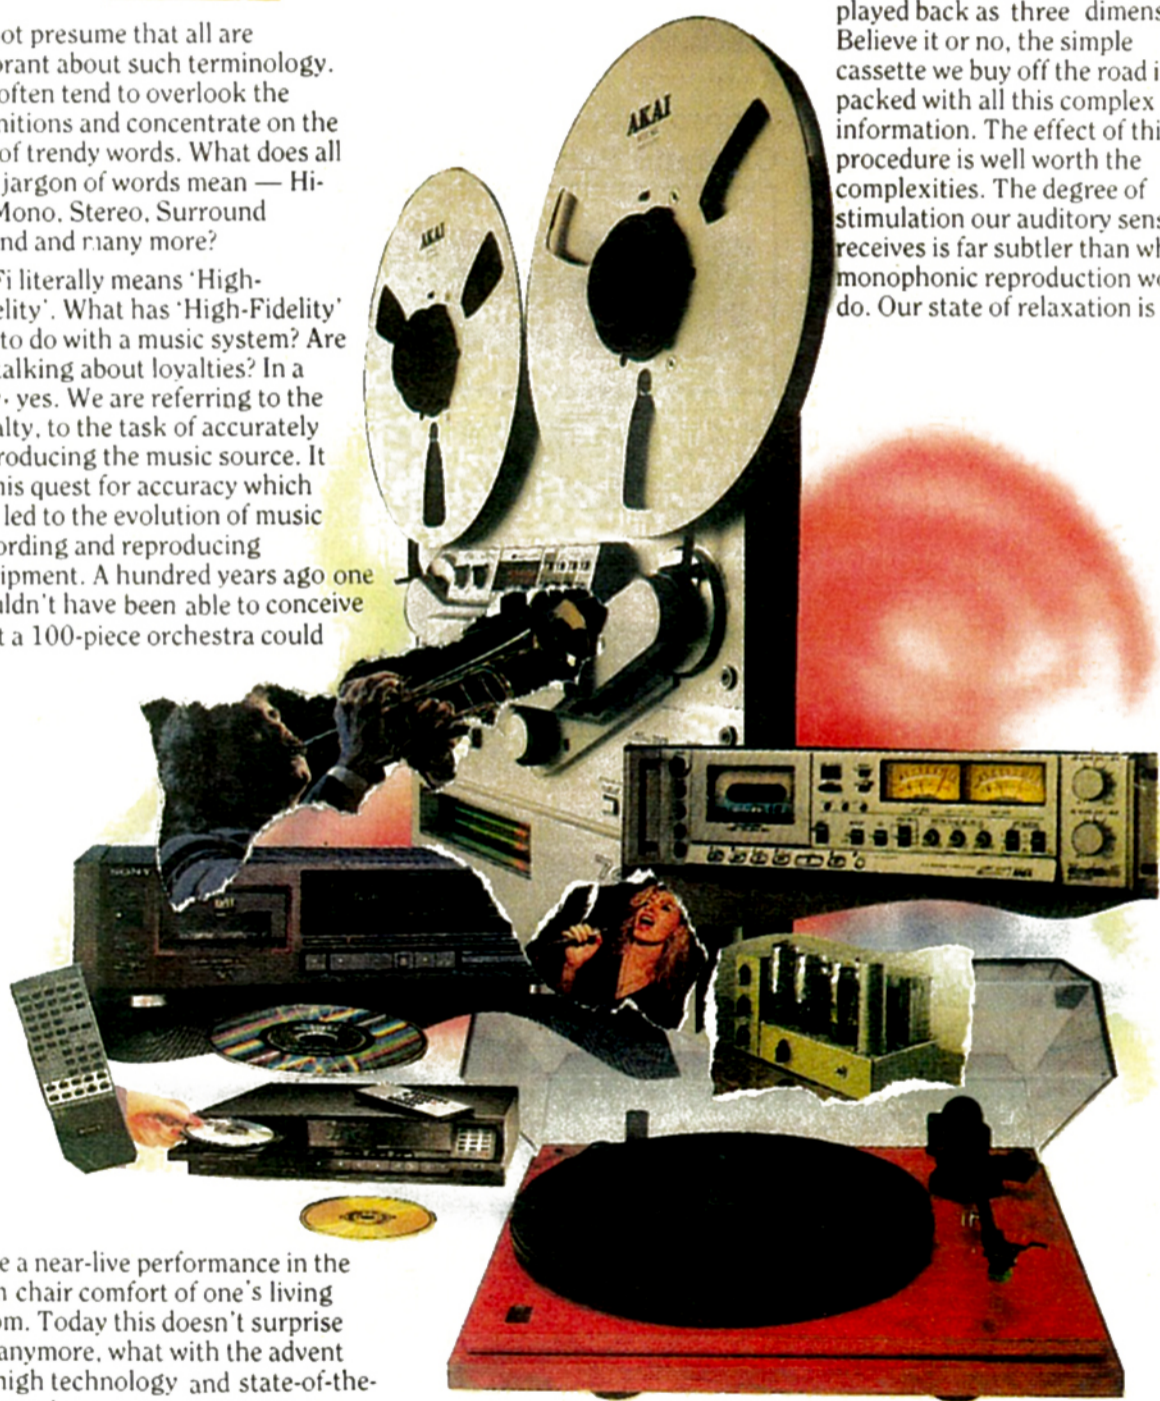 ot presume that all are
orant about such terminology.
often tend to overlook the
nitions and concentrate on the
of trendy words. What does all
jargon of words mean — Hi-
Mono, Stereo, Surround
nd and many more?
Fi literally means 'High-
elity'. What has 'High-Fidelity'
to do with a music system? Are
talking about loyalties? In a
yes. We are referring to the
alty, to the task of accurately
roducing the music source. It
his quest for accuracy which
led to the evolution of music
ording and reproducing
ipment. A hundred years ago one
uldn't have been able to conceive
t a 100-piece orchestra could
e a near-live performance in the
n chair comfort of one's living
om. Today this doesn't surprise
anymore, what with the advent
high technology and state-of-the-
played back as three dimens
Believe it or no, the simple
cassette we buy off the road i
packed with all this complex
information. The effect of thi
procedure is well worth the
complexities. The degree of
stimulation our auditory sens
receives is far subtler than wh
monophonic reproduction wo
do. Our state of relaxation is
AKAI
AKAI
SONY